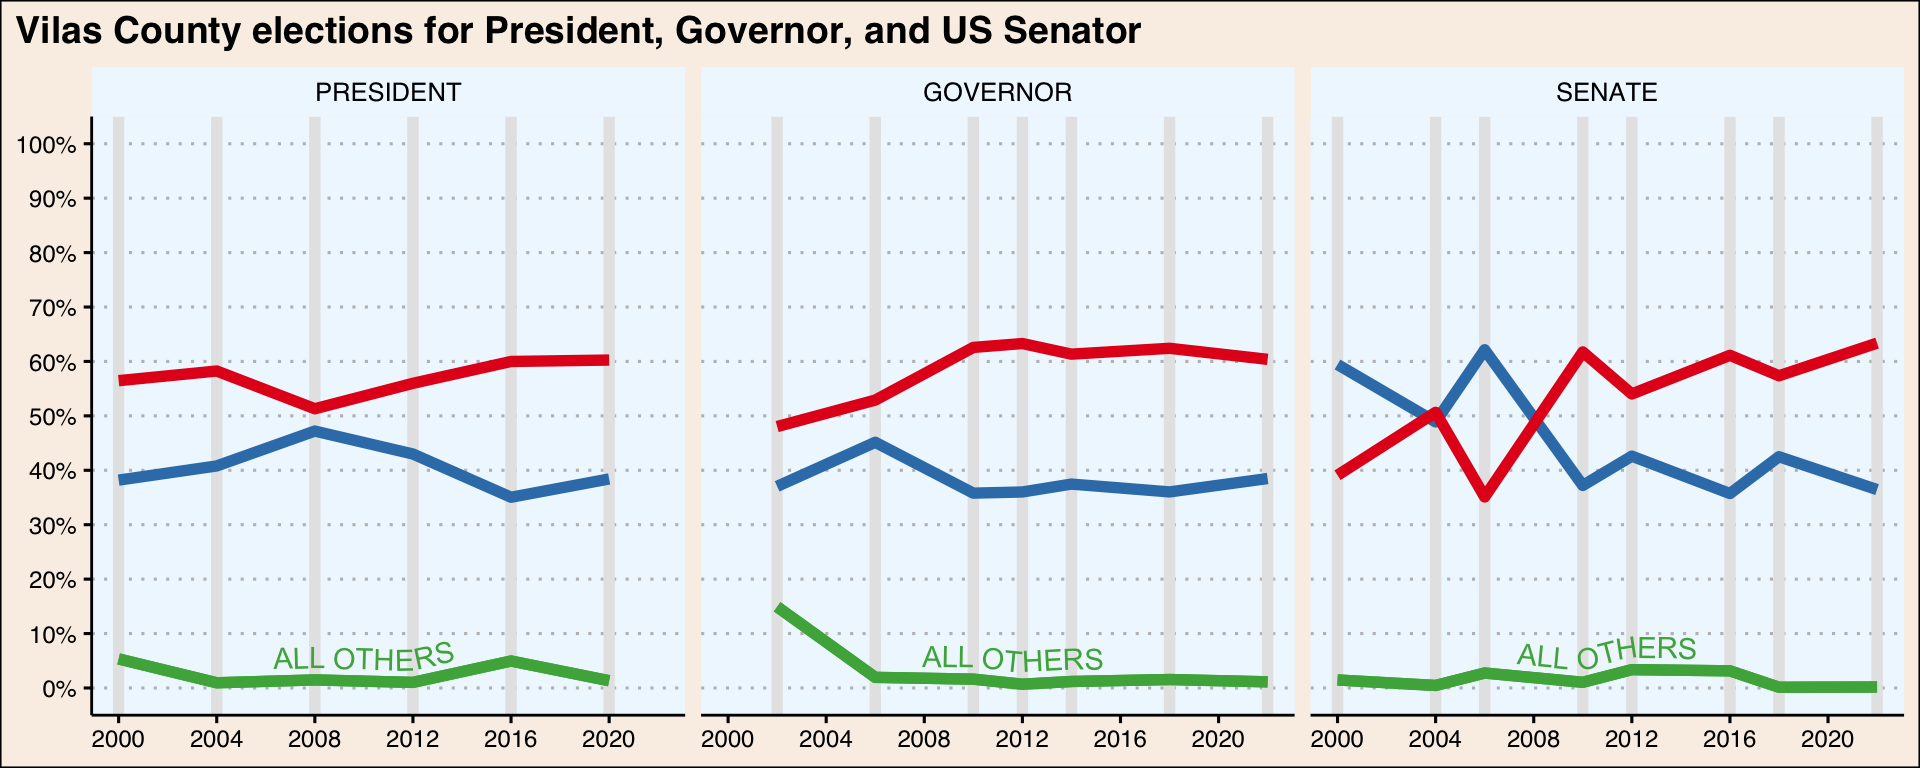 Vilas County elections for President, Governor, and US Senator
PRESIDENT
GOVERNOR
SENATE
100%
90%
80%
70%
60%
50%
40%
30%
20%
10%
0%
ALL OTHERS
ALL OTHERS
ALL OTHERS
2000 2004 2008 2012 2016 2020
2000 2004 2008 2012 2016 2020
2000 2004 2008 2012 2016 2020